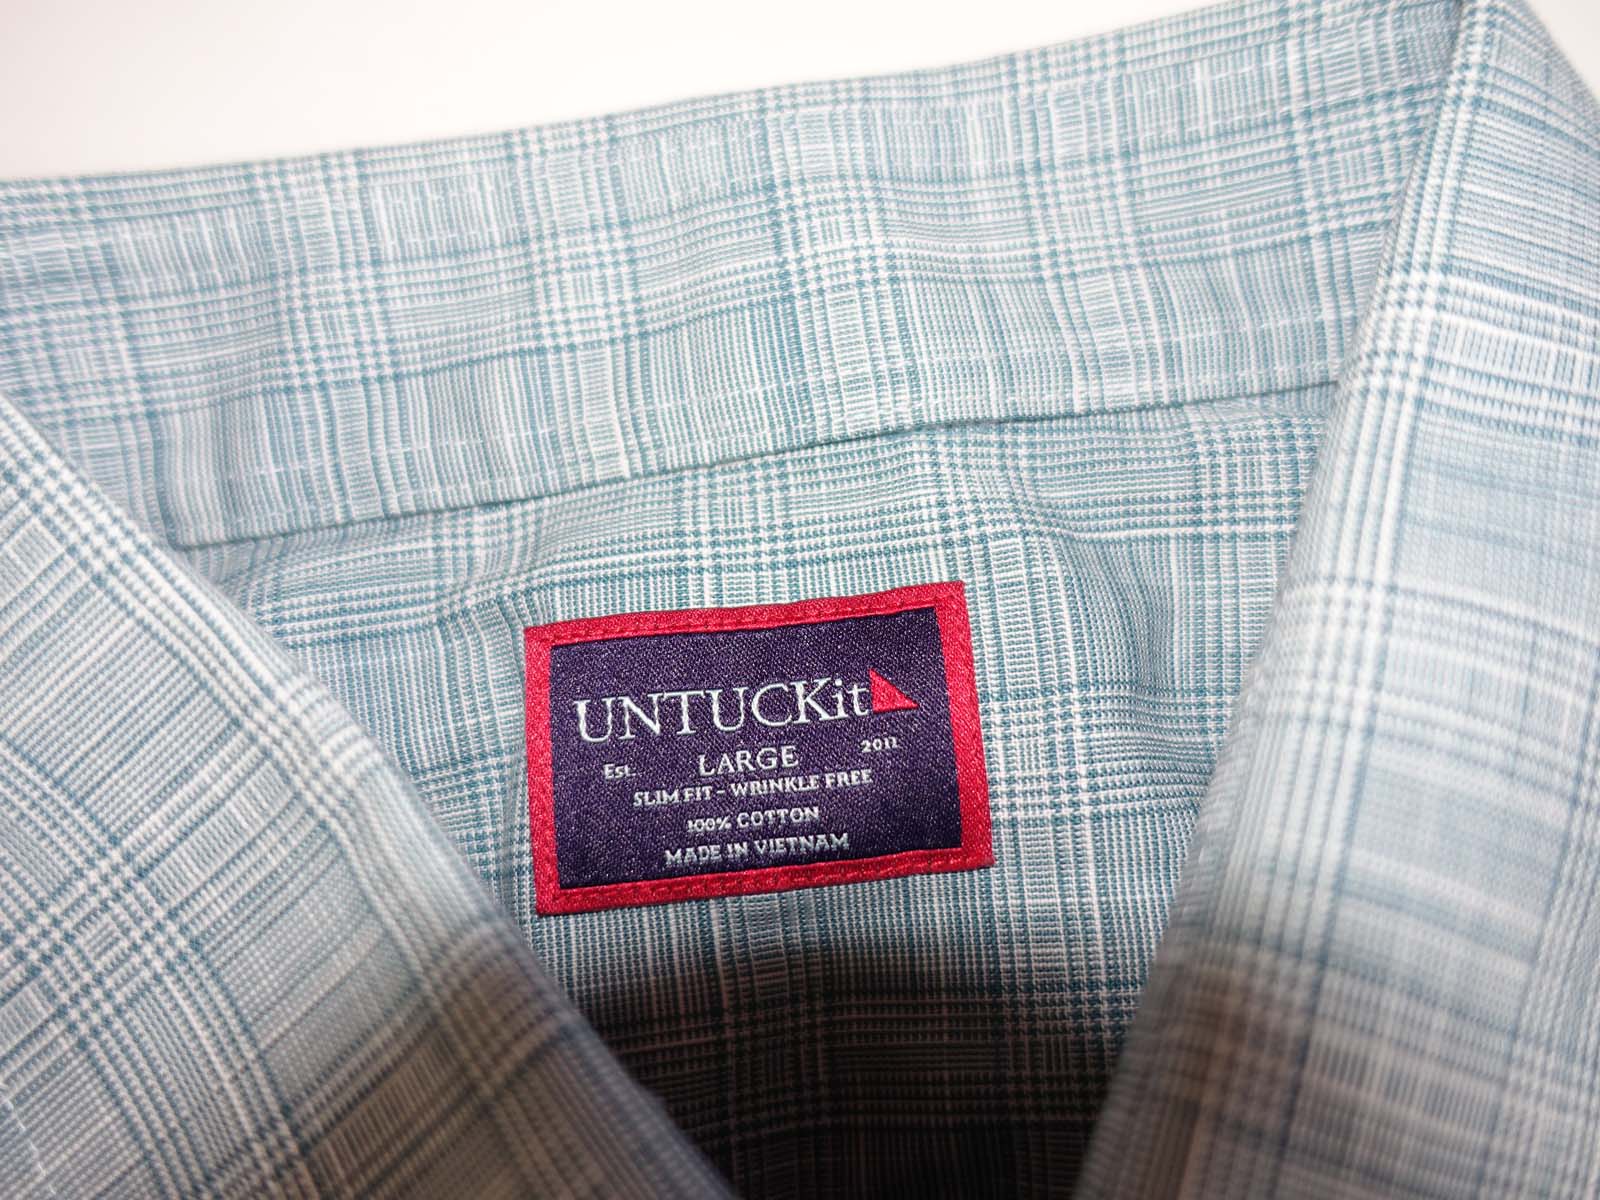 UNTUCKit
LARGE
Est. 2011
SLIM FIT - WRINKLE FREE
100% COTTON
MADE IN VIETNAM